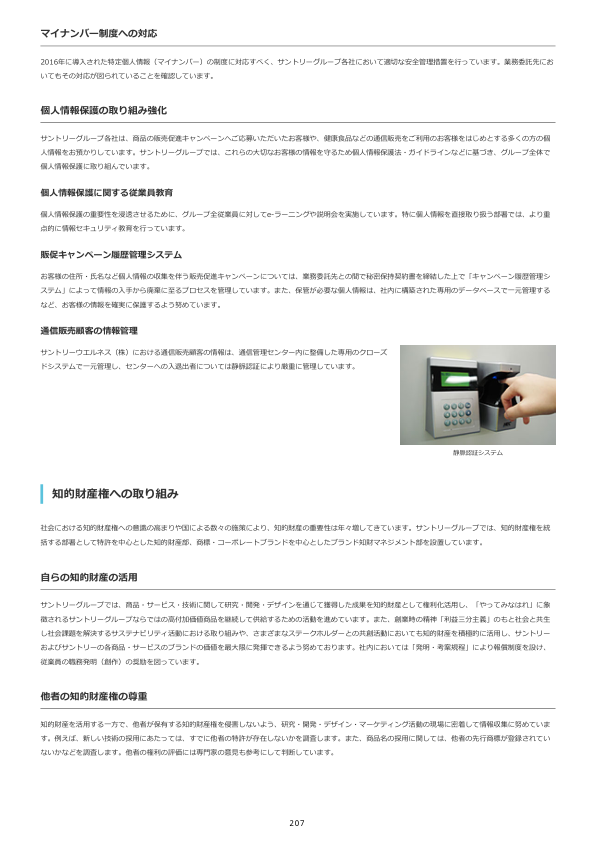 マイナンバー制度への対応
2016年に導入された特定個人情報（マイナンバー）の制度に対応すべく、サントリーグループ各社において適切な安全管理措置を行っています。業務委託先にお
いてもその対応が図られていることを確認しています。
個人情報保護の取り組み強化
サントリーグループ各社は、商品の販売促進キャンペーンへご応募いただいたお客様や、健康食品などの通信販売をご利用のお客様をはじめとする多くの方の個
人情報をお預かりしています。サントリーグループでは、これらの大切なお客様の情報を守るため個人情報保護法・ガイドラインなどに基づき、グループ全体で
個人情報保護に取り組んでいます。
個人情報保護に関する従業員教育
個人情報保護の重要性を浸透させるために、グループ全従業員に対してe-ラーニングや説明会を実施しています。特に個人情報を直接取り扱う部署では、より重
点的に情報セキュリティ教育を行っています。
販促キャンペーン履歴管理システム
お客様の住所・氏名など個人情報の収集を伴う販売促進キャンペーンについては、業務委託先との間で秘密保持契約書を締結した上で「キャンペーン履歴管理シ
ステム」によって情報の入手から廃棄に至るプロセスを管理しています。また、保管が必要な個人情報は、社内に構築された専用のデータベースで一元管理する
など、お客様の情報を確実に保護するよう努めています。
通信販売顧客の情報管理
サントリーウエルネス（株）における通信販売顧客の情報は、通信管理センター内に整備した専用のクローズ
ドシステムで一元管理し、センターへの入退出者については静脈認証により厳重に管理しています。
静脈認証システム
知的財産権への取り組み
社会における知的財産権への意識の高まりや国による数々の施策により、知的財産の重要性は年々増してきています。サントリーグループでは、知的財産権を統
括する部署として特許を中心とした知的財産部、商標・コーポレートブランドを中心としたブランド知財マネジメント部を設置しています。
自らの知的財産の活用
サントリーグループでは、商品・サービス・技術に関して研究・開発・デザインを通じて獲得した成果を知的財産として権利化活用し、「やってみなはれ」に象
徴されるサントリーグループならではの高付加価値商品を継続して供給するための活動を進めています。また、創業時の精神「利益三分主義」のもと社会と共生
し社会課題を解決するサステナビリティ活動における取り組みや、さまざまなステークホルダーとの共創活動においても知的財産を積極的に活用し、サントリー
およびサントリーの各商品・サービスのブランドの価値を最大限に発揮できるよう努めております。社内においては「発明・考案規程」により報償制度を設け、
従業員の職務発明（創作）の奨励を図っています。
他者の知的財産権の尊重
知的財産を活用する一方で、他者が保有する知的財産権を侵害しないよう、研究・開発・デザイン・マーケティング活動の現場に密着して情報収集に努めていま
す。例えば、新しい技術の採用にあたっては、すでに他者の特許が存在しないかを調査します。また、商品名の採用に関しては、他者の先行商標が登録されてい
ないかなどを調査します。他者の権利の評価には専門家の意見も参考にして判断しています。
207